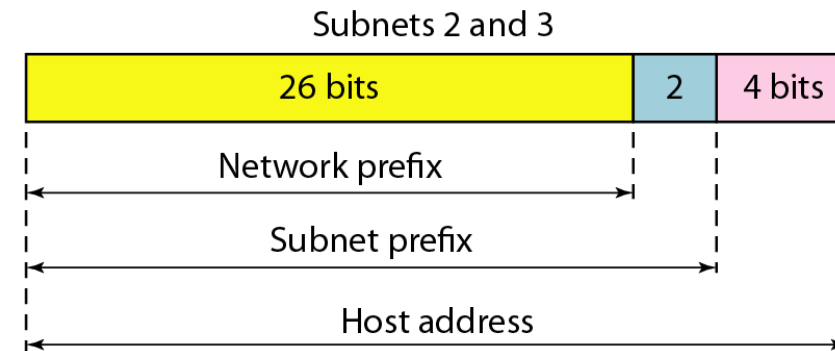 Subnets 2 and 3
26 bits 2 4 bits
Network prefix
Subnet prefix
Host address